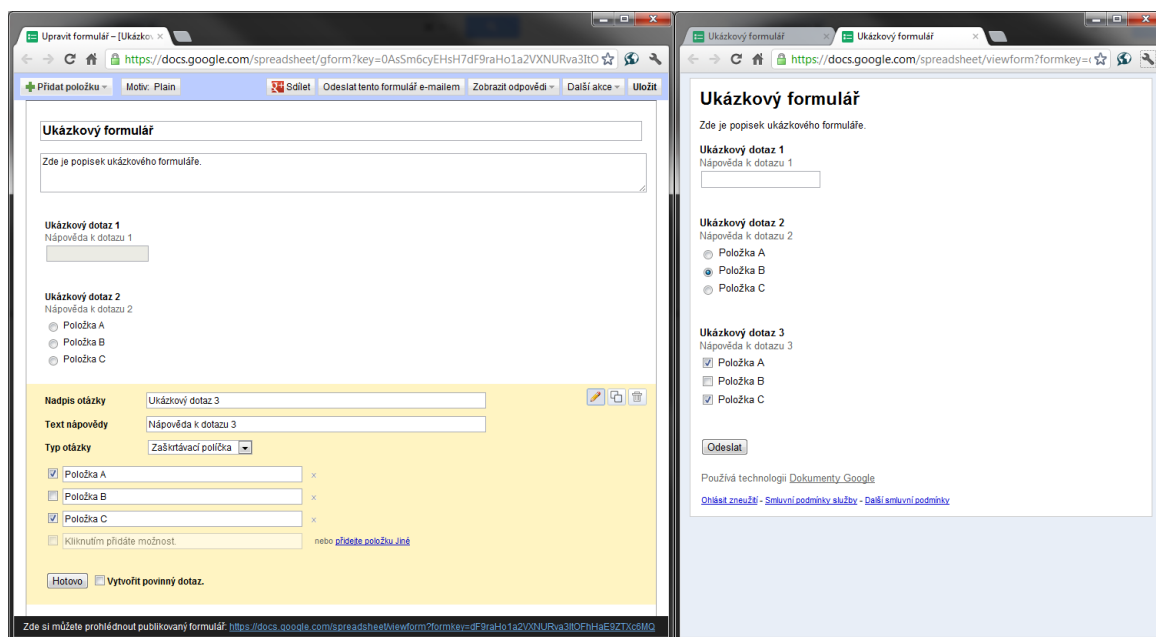 Upravit formulář – [Ukázkov
https://docs.google.com/spreadsheet/gform?key=0AsSm6cyEHsH7dF9raHo1a2VXNURva3ItO
Přidat položku
Motiv: Plain
Sdílet
Odeslat tento formulář e-mailem
Zobrazit odpovědi
Další akce
Uložit
Ukázkový formulář
Zde je popisek ukázkového formuláře.
Ukázkový dotaz 1
Nápověda k dotazu 1
Ukázkový dotaz 2
Nápověda k dotazu 2
Položka A
Položka B
Položka C
Nadpis otázky Ukázkový dotaz 3
Text nápovědy Nápověda k dotazu 3
Typ otázky Zaškrtávací políčka
Položka A x
Položka B x
Položka C x
Kliknutím přidáte možnost. nebo přidejte položku Jiné
Hotovo Vytvořit povinný dotaz.
Zde si můžete prohlédnout publikovaný formulář: https://docs.google.com/spreadsheet/viewform?formkey=dF9raHo1a2VXNURva3ItOFhHaE9ZTXc6MQ
Ukázkový formulář
Ukázkový formulář
https://docs.google.com/spreadsheet/viewform?formkey=
Ukázkový formulář
Zde je popisek ukázkového formuláře.
Ukázkový dotaz 1
Nápověda k dotazu 1
Ukázkový dotaz 2
Nápověda k dotazu 2
Položka A
Položka B
Položka C
Ukázkový dotaz 3
Nápověda k dotazu 3
Položka A
Položka B
Položka C
Odeslat
Používá technologii Dokumenty Google
Ohlásit zneužití - Smluvní podmínky služby - Další smluvní podmínky